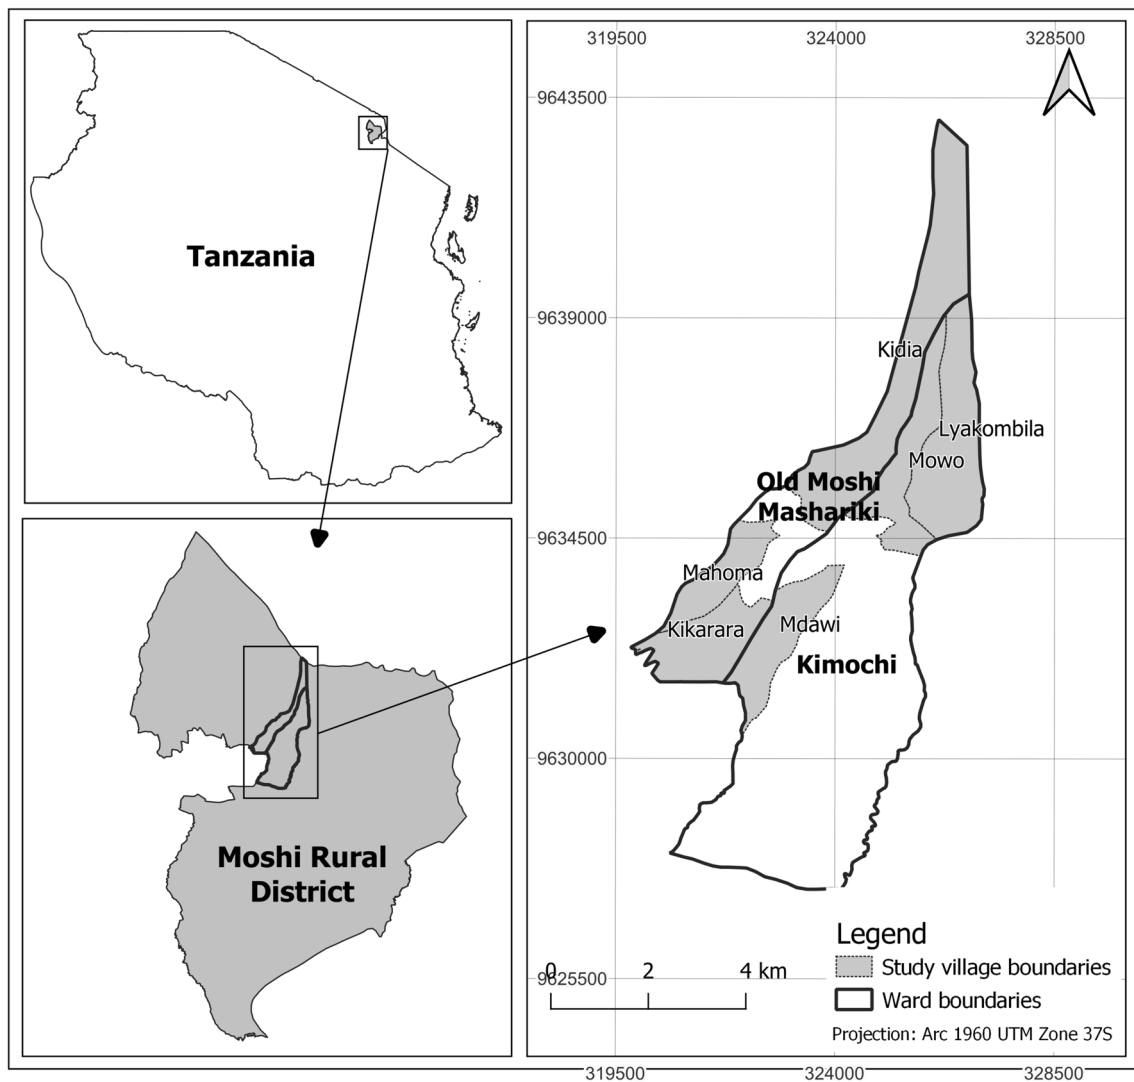 Tanzania
Moshi Rural
District
319500 324000 328500
9643500
9639000
9634500
9630000
9625500
Kidia
Lyakombila
Mowo
Old Moshi
Mashariki
Mahoma
Kikarara
Mdawi
Kimochi
0 2 4 km
Legend
Study village boundaries
Ward boundaries
Projection: Arc 1960 UTM Zone 37S
319500 324000 328500